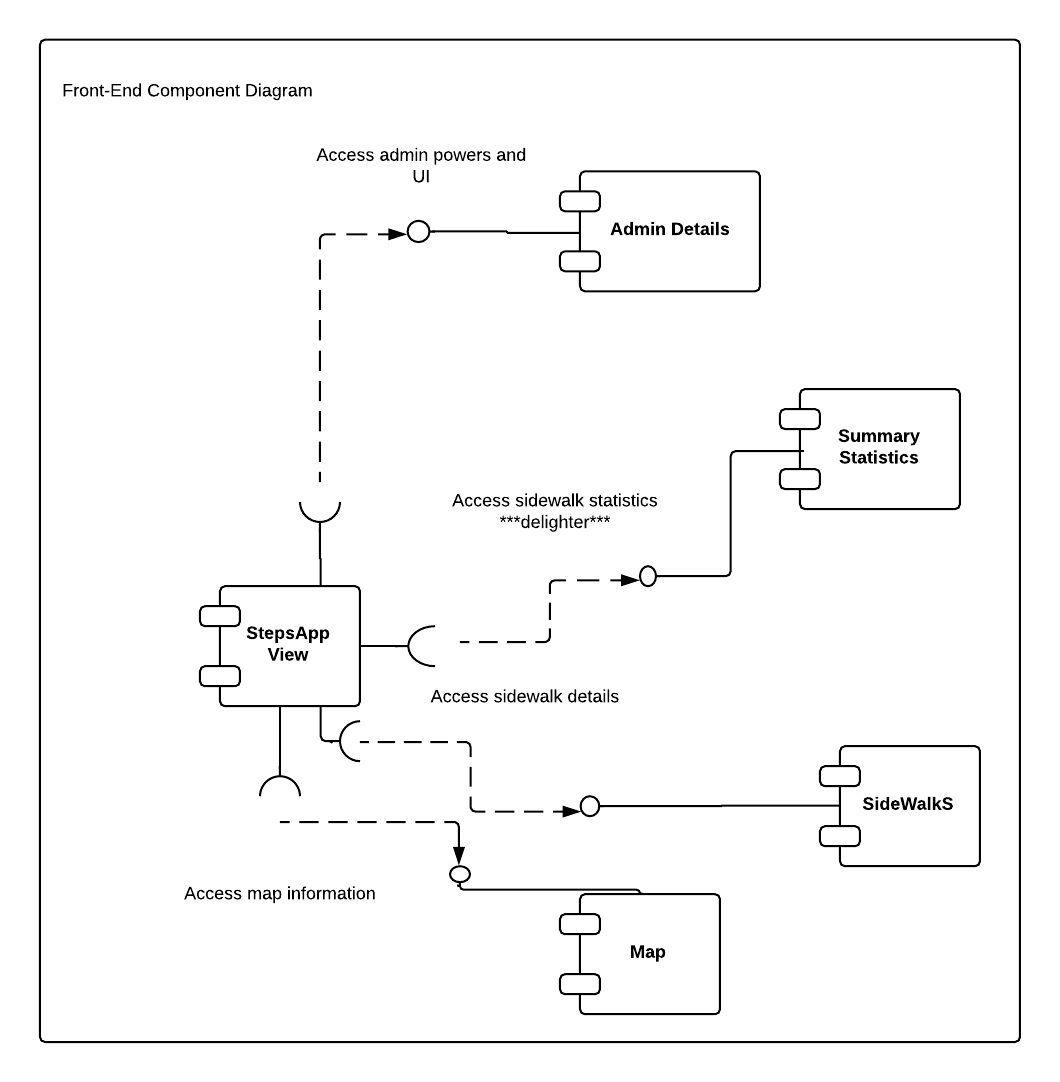 Front-End Component Diagram
Access admin powers and
UI
Admin Details
Summary
Statistics
Access sidewalk statistics
***delighter***
StepsApp
View
Access sidewalk details
SideWalkS
Access map information
Map